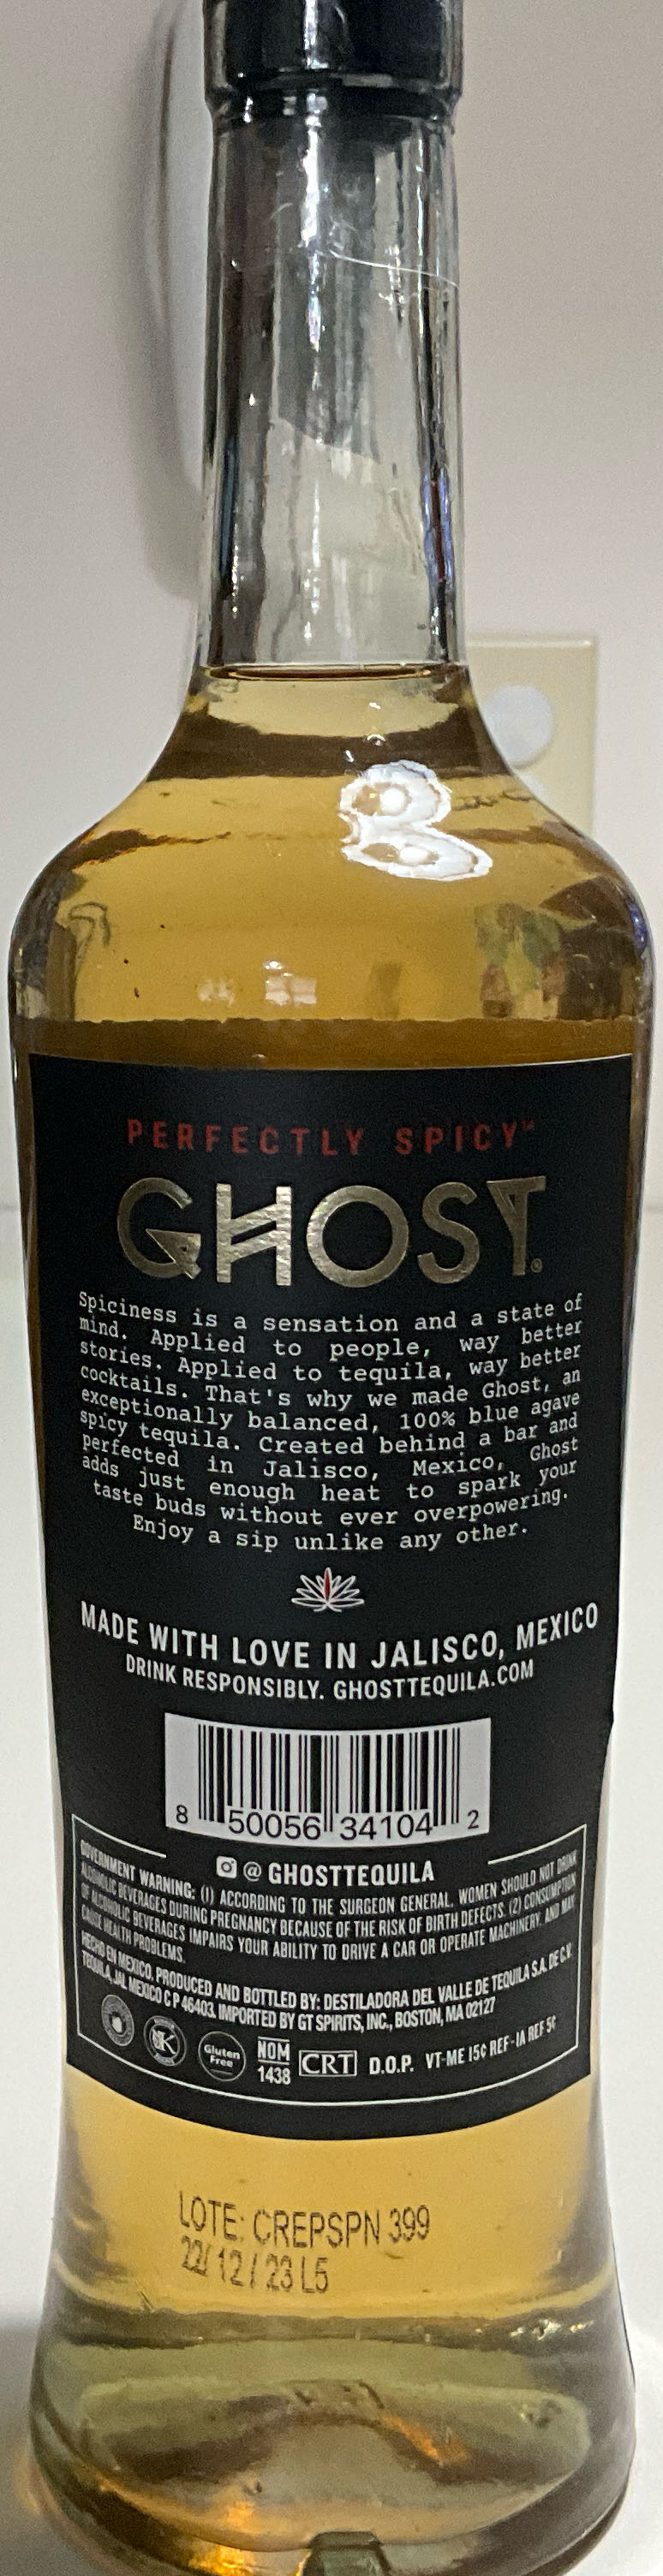 PERFECTLY SPICY™
GHOST®
Spiciness is a sensation and a state of
mind. Applied to people, way better
stories. Applied to tequila, way better
cocktails. That's why we made Ghost, an
exceptionally balanced, 100% blue agave
spicy tequila. Created behind a bar and
perfected in Jalisco, Mexico, Ghost
adds just enough heat to spark your
taste buds without ever overpowering.
Enjoy a sip unlike any other.
MADE WITH LOVE IN JALISCO, MEXICO
DRINK RESPONSIBLY. GHOSTTEQUILA.COM
8 50056 34104 2
@GHOSTTEQUILA
GOVERNMENT WARNING: (1) ACCORDING TO THE SURGEON GENERAL, WOMEN SHOULD NOT DRINK
ALCOHOLIC BEVERAGES DURING PREGNANCY BECAUSE OF THE RISK OF BIRTH DEFECTS. (2) CONSUMPTION
OF ALCOHOLIC BEVERAGES IMPAIRS YOUR ABILITY TO DRIVE A CAR OR OPERATE MACHINERY, AND MAY
CAUSE HEALTH PROBLEMS.
HECHO EN MEXICO, PRODUCED AND BOTTLED BY: DESTILADORA DEL VALLE DE TEQUILA S.A. DE C.V.
TEQUILA, JAL MEXICO C P 46403, IMPORTED BY GT SPIRITS, INC., BOSTON, MA 02127
K Gluten Free NOM 1438 CRT D.O.P. VT-ME 15¢ REF-IA REF 5¢
LOTE: CREPSPN 399
22/12/23 L5